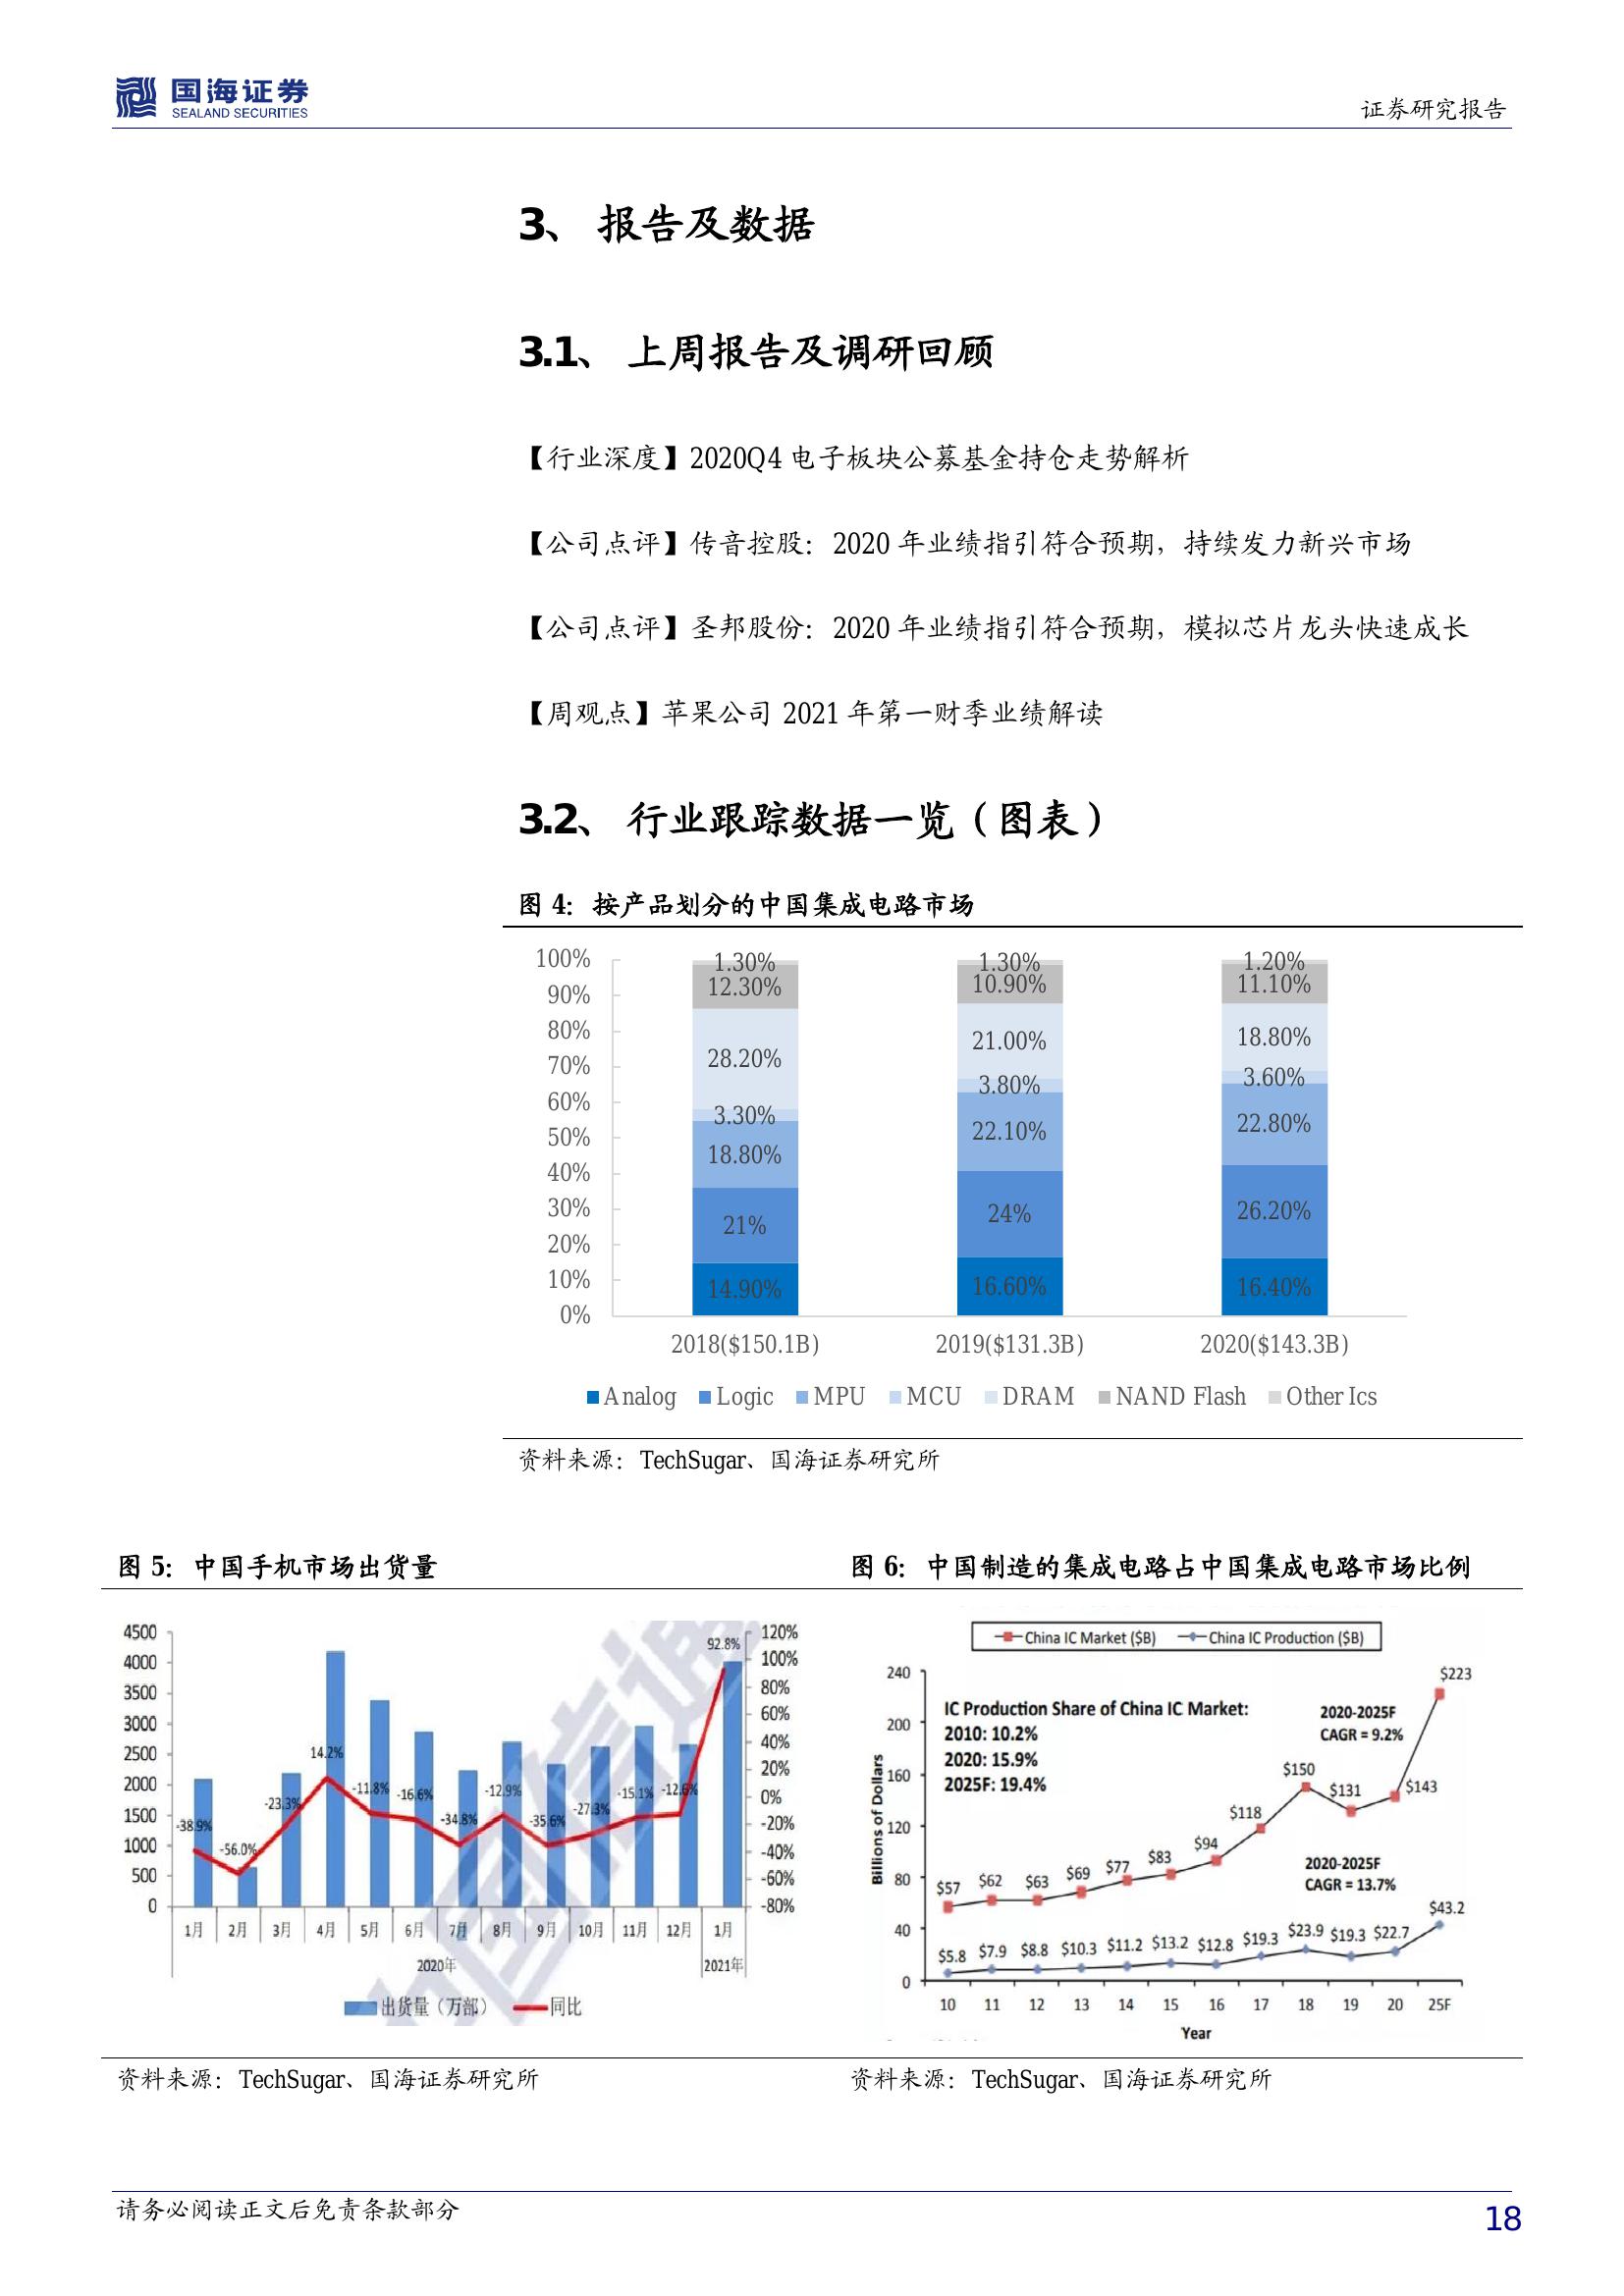 国海证券
SEALAND SECURITIES
证券研究报告
3、 报告及数据
3.1、 上周报告及调研回顾
【行业深度】2020Q4 电子板块公募基金持仓走势解析
【公司点评】传音控股：2020 年业绩指引符合预期，持续发力新兴市场
【公司点评】圣邦股份：2020 年业绩指引符合预期，模拟芯片龙头快速成长
【周观点】苹果公司 2021 年第一财季业绩解读
3.2、 行业跟踪数据一览（图表）
图 4：按产品划分的中国集成电路市场
100%
90%
80%
70%
60%
50%
40%
30%
20%
10%
0%
1.30%
12.30%
28.20%
3.30%
18.80%
21%
14.90%
1.30%
10.90%
21.00%
3.80%
22.10%
24%
16.60%
1.20%
11.10%
18.80%
3.60%
22.80%
26.20%
16.40%
2018($150.1B) 2019($131.3B) 2020($143.3B)
Analog Logic MPU MCU DRAM NAND Flash Other Ics
资料来源：TechSugar、国海证券研究所
图 5：中国手机市场出货量
4500
4000
3500
3000
2500
2000
1500
1000
500
0
120%
100%
80%
60%
40%
20%
0%
-20%
-40%
-60%
-80%
-38.9%
-56.0%
-23.3%
14.2%
-11.8%
-16.6%
-34.8%
-12.9%
-35.6%
-27.3%
-15.1%
-12.6%
92.8%
1月 2月 3月 4月 5月 6月 7月 8月 9月 10月 11月 12月 1月
2020年 2021年
出货量（万部） 同比
资料来源：TechSugar、国海证券研究所
图 6：中国制造的集成电路占中国集成电路市场比例
China IC Market ($B) China IC Production ($B)
Billions of Dollars
240
200
160
120
80
40
0
IC Production Share of China IC Market:
2010: 10.2%
2020: 15.9%
2025F: 19.4%
2020-2025F
CAGR = 9.2%
$57 $62 $63 $69 $77 $83 $94 $118 $150 $131 $143 $223
2020-2025F
CAGR = 13.7%
$5.8 $7.9 $8.8 $10.3 $11.2 $13.2 $12.8 $19.3 $23.9 $19.3 $22.7 $43.2
10 11 12 13 14 15 16 17 18 19 20 25F
Year
资料来源：TechSugar、国海证券研究所
请务必阅读正文后免责条款部分
18